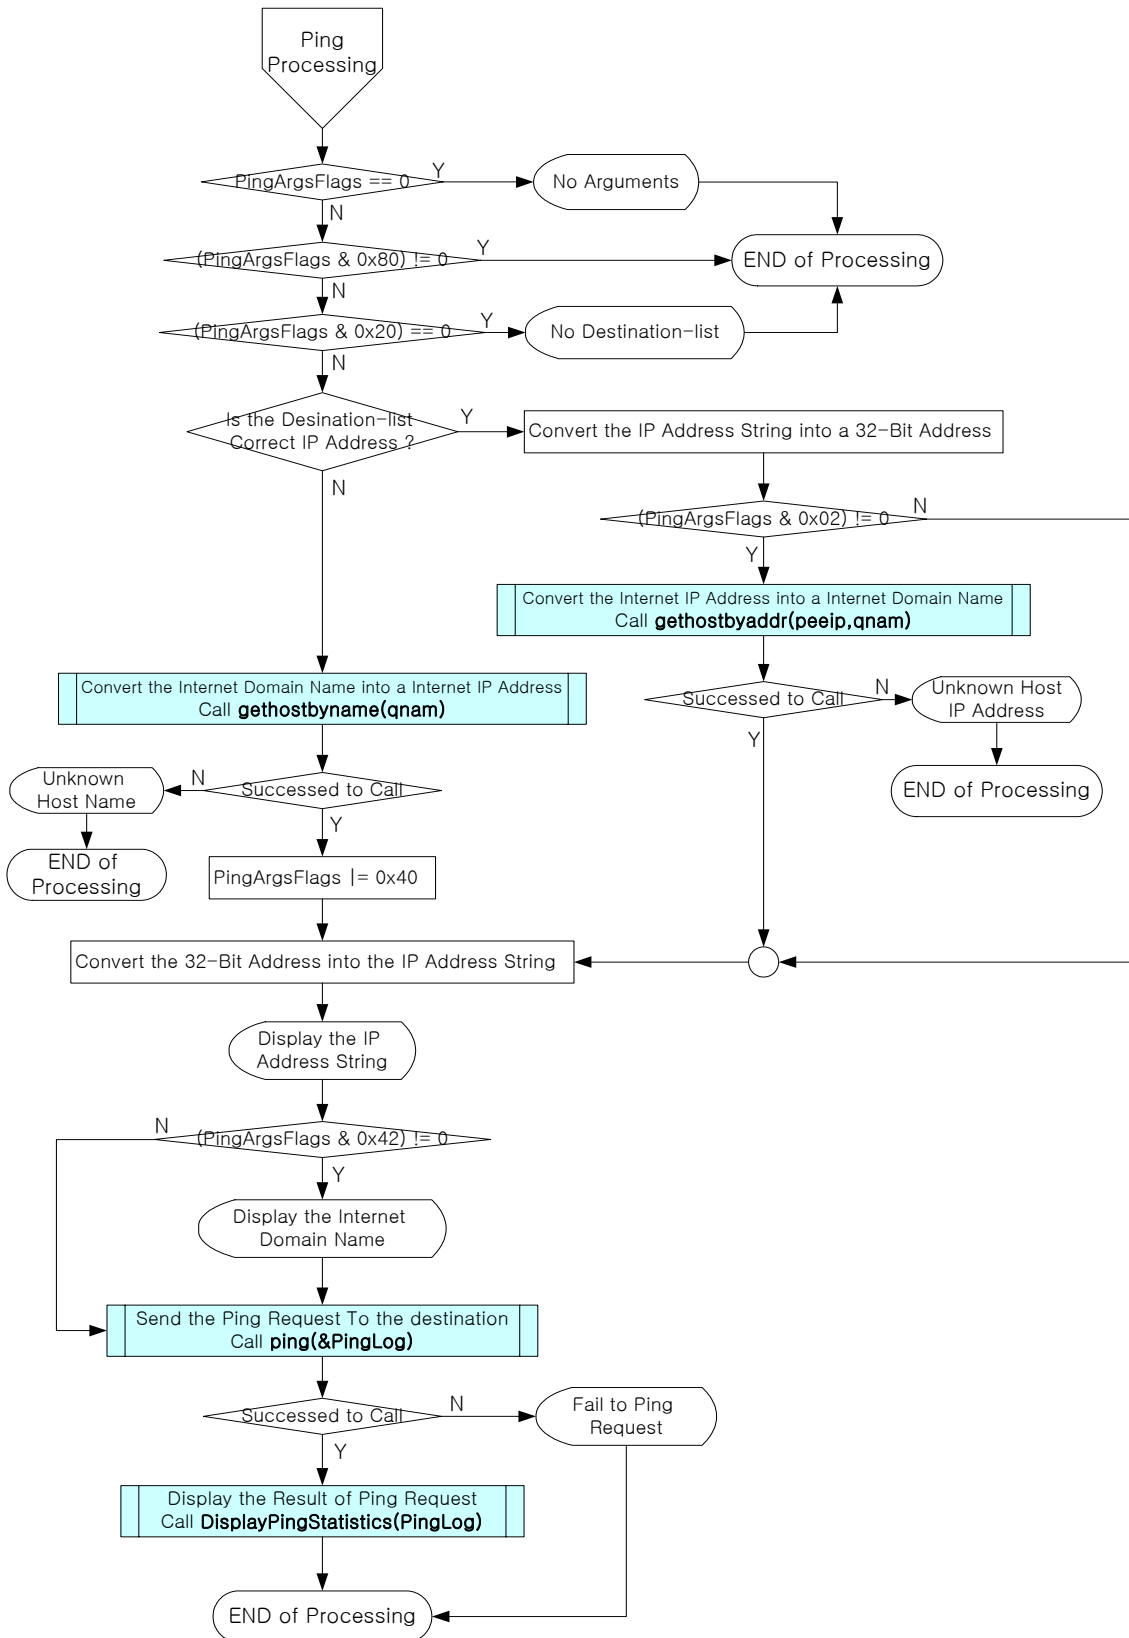 Ping
Processing
PingArgsFlags == 0
Y
No Arguments
N
(PingArgsFlags & 0x80) != 0
Y
END of Processing
N
(PingArgsFlags & 0x20) == 0
Y
No Destination-list
N
Is the Desination-list
Correct IP Address ?
Y
Convert the IP Address String into a 32-Bit Address
N
(PingArgsFlags & 0x02) != 0
N
Y
Convert the Internet IP Address into a Internet Domain Name
Call gethostbyaddr(peeip,qnam)
Convert the Internet Domain Name into a Internet IP Address
Call gethostbyname(qnam)
Successed to Call
N
Unknown Host
IP Address
Y
END of Processing
Unknown
Host Name
N
Successed to Call
Y
END of
Processing
PingArgsFlags |= 0x40
Convert the 32-Bit Address into the IP Address String
Display the IP
Address String
N
(PingArgsFlags & 0x42) != 0
Y
Display the Internet
Domain Name
Send the Ping Request To the destination
Call ping(&PingLog)
Successed to Call
N
Fail to Ping
Request
Y
Display the Result of Ping Request
Call DisplayPingStatistics(PingLog)
END of Processing